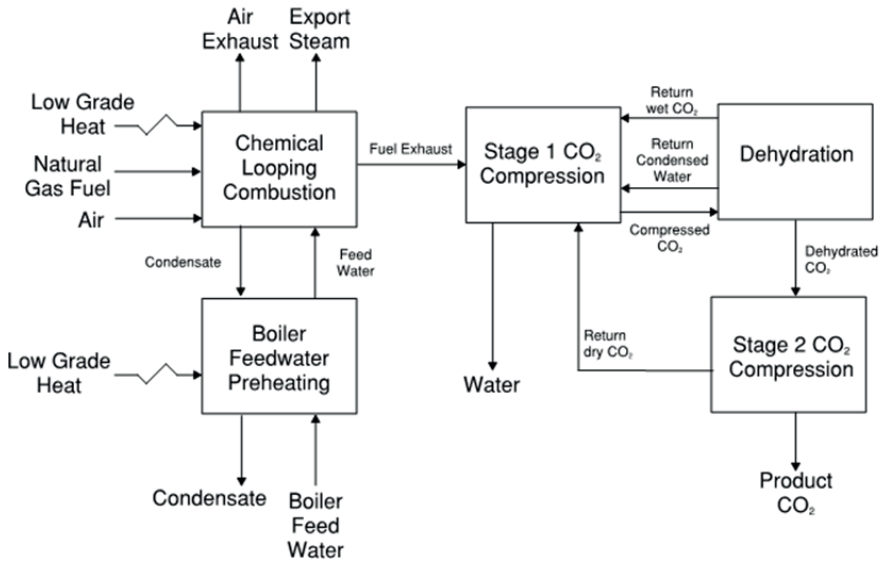 Air
Exhaust
Export
Steam
Low Grade
Heat
Natural
Gas Fuel
Air
Chemical
Looping
Combustion
Fuel Exhaust
Stage 1 CO₂
Compression
Return
wet CO₂
Return
Condensed
Water
Compressed
CO₂
Dehydration
Condensate
Feed
Water
Dehydrated
CO₂
Low Grade
Heat
Boiler
Feedwater
Preheating
Return
dry CO₂
Stage 2 CO₂
Compression
Water
Condensate
Boiler
Feed
Water
Product
CO₂